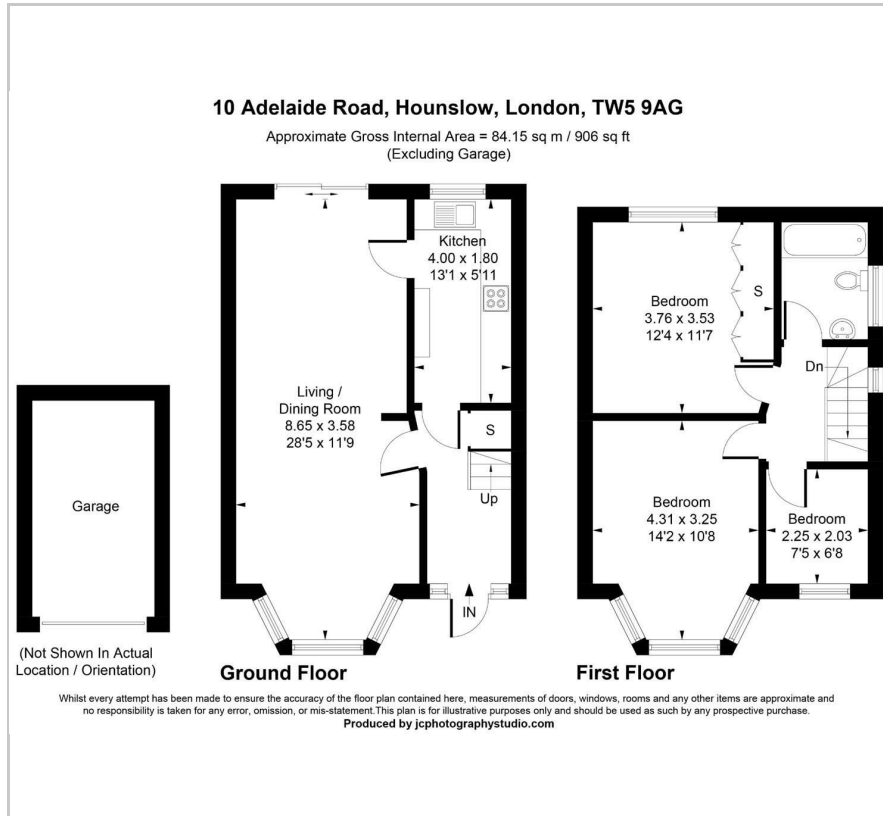 10 Adelaide Road, Hounslow, London, TW5 9AG
Approximate Gross Internal Area = 84.15 sq m / 906 sq ft
(Excluding Garage)
Garage
(Not Shown In Actual
Location / Orientation)
Kitchen
4.00 x 1.80
13'1 x 5'11
Living /
Dining Room
8.65 x 3.58
28'5 x 11'9
S
Up
IN
Ground Floor
Bedroom
3.76 x 3.53
12'4 x 11'7
S
Dn
Bedroom
4.31 x 3.25
14'2 x 10'8
Bedroom
2.25 x 2.03
7'5 x 6'8
First Floor
Whilst every attempt has been made to ensure the accuracy of the floor plan contained here, measurements of doors, windows, rooms and any other items are approximate and
no responsibility is taken for any error, omission, or mis-statement.This plan is for illustrative purposes only and should be used as such by any prospective purchase.
Produced by jcphotographystudio.com